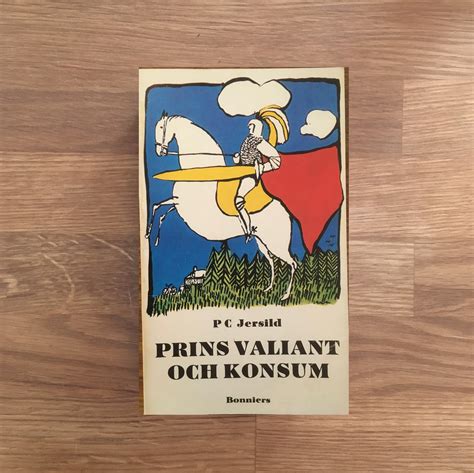 P C Jersild
PRINS VALIANT
OCH KONSUM
Bonniers